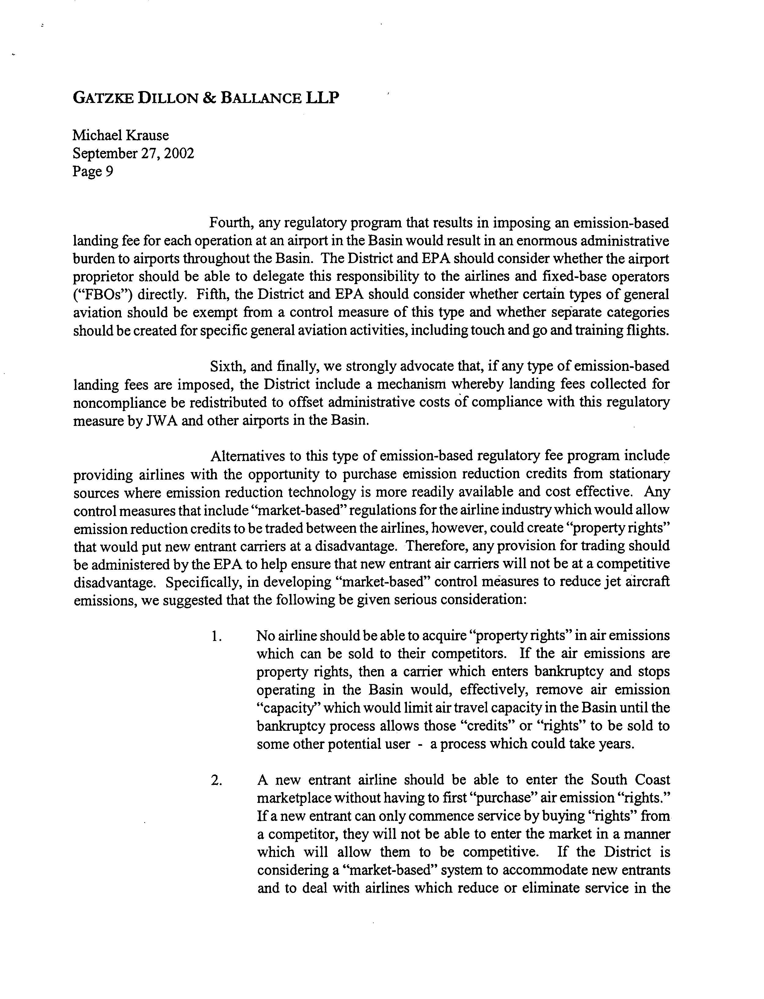 GATZKE DILLON & BALLANCE LLP
Michael Krause
September 27, 2002
Page 9
Fourth, any regulatory program that results in imposing an emission-based
landing fee for each operation at an airport in the Basin would result in an enormous administrative
burden to airports throughout the Basin. The District and EPA should consider whether the airport
proprietor should be able to delegate this responsibility to the airlines and fixed-base operators
(“FBOs”) directly. Fifth, the District and EPA should consider whether certain types of general
aviation should be exempt from a control measure of this type and whether separate categories
should be created for specific general aviation activities, including touch and go and training flights.
Sixth, and finally, we strongly advocate that, if any type of emission-based
landing fees are imposed, the District include a mechanism whereby landing fees collected for
noncompliance be redistributed to offset administrative costs of compliance with this regulatory
measure by JWA and other airports in the Basin.
Alternatives to this type of emission-based regulatory fee program include
providing airlines with the opportunity to purchase emission reduction credits from stationary
sources where emission reduction technology is more readily available and cost effective. Any
control measures that include “market-based” regulations for the airline industry which would allow
emission reduction credits to be traded between the airlines, however, could create “property rights”
that would put new entrant carriers at a disadvantage. Therefore, any provision for trading should
be administered by the EPA to help ensure that new entrant air carriers will not be at a competitive
disadvantage. Specifically, in developing “market-based” control measures to reduce jet aircraft
emissions, we suggested that the following be given serious consideration:
1. No airline should be able to acquire “property rights” in air emissions
which can be sold to their competitors. If the air emissions are
property rights, then a carrier which enters bankruptcy and stops
operating in the Basin would, effectively, remove air emission
“capacity” which would limit air travel capacity in the Basin until the
bankruptcy process allows those “credits” or “rights” to be sold to
some other potential user - a process which could take years.
2. A new entrant airline should be able to enter the South Coast
marketplace without having to first “purchase” air emission “rights.”
If a new entrant can only commence service by buying “rights” from
a competitor, they will not be able to enter the market in a manner
which will allow them to be competitive. If the District is
considering a “market-based” system to accommodate new entrants
and to deal with airlines which reduce or eliminate service in the